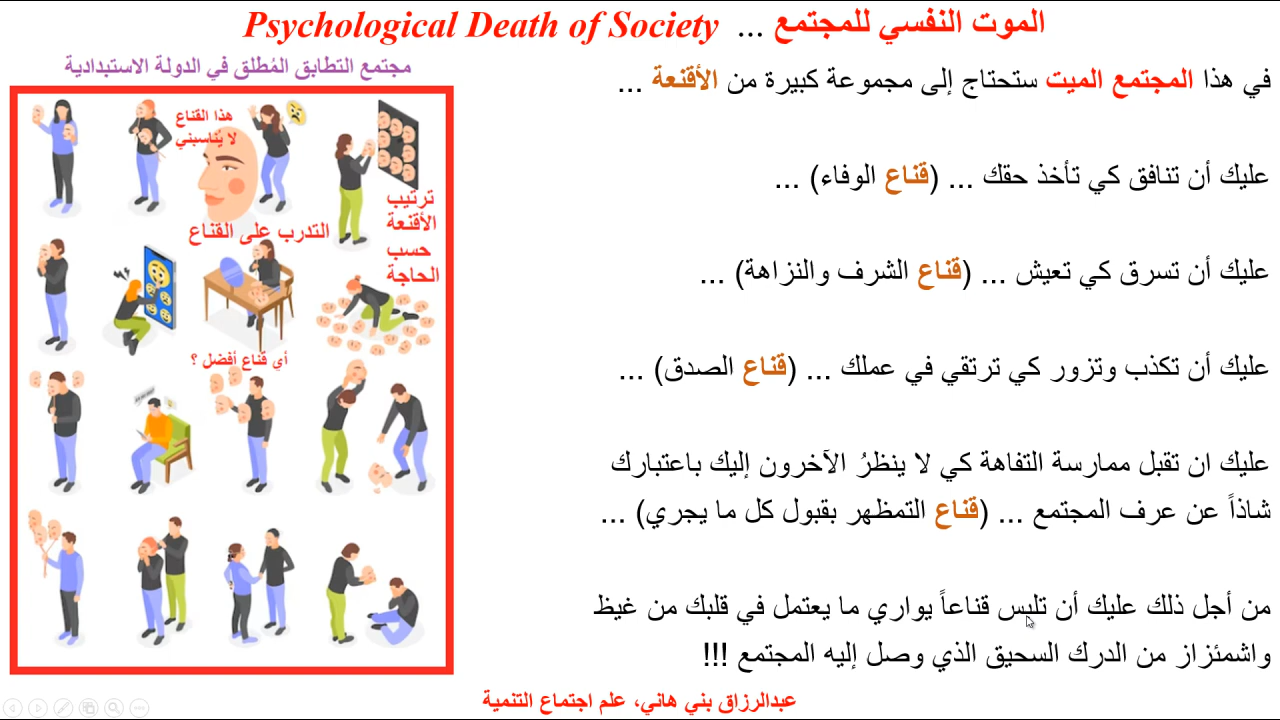 الموت النفسي للمجتمع ... Psychological Death of Society
مجتمع التطابق المُطلق في الدولة الاستبدادية
في هذا المجتمع الميت ستحتاج إلى مجموعة كبيرة من الأقنعة ...
عليك أن تنافق كي تأخذ حقك ... (قناع الوفاء) ...
عليك أن تسرق كي تعيش ... (قناع الشرف والنزاهة) ...
عليك أن تكذب وتزور كي ترتقي في عملك ... (قناع الصدق) ...
عليك ان تقبل ممارسة التفاهة كي لا ينظرُ الآخرون إليك باعتبارك
شاذاً عن عرف المجتمع ... (قناع التمظهر بقبول كل ما يجري) ...
من أجل ذلك عليك أن تلبس قناعاً يواري ما يعتمل في قلبك من غيظ
واشمئزاز من الدرك السحيق الذي وصل إليه المجتمع !!!
هذا القناع
لا يُناسبني
ترتيب
الأقنعة
حسب
الحاجة
التدرب على القناع
أي قناع أفضل ؟
عبدالرزاق بني هاني، علم اجتماع التنمية